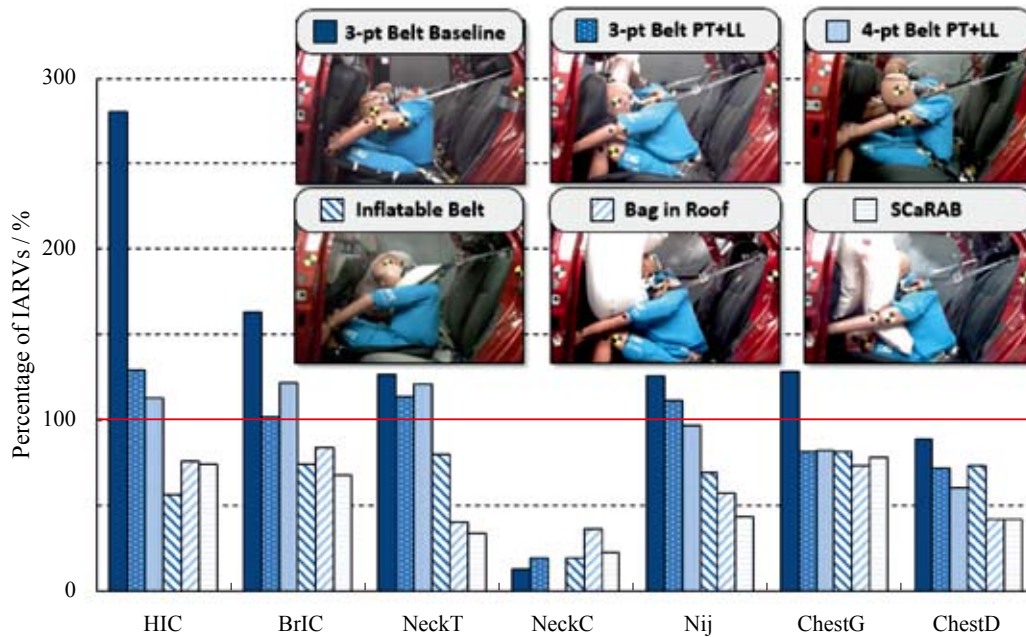 3-pt Belt Baseline
3-pt Belt PT+LL
4-pt Belt PT+LL
Inflatable Belt
Bag in Roof
SCaRAB
Percentage of IARVs / %
300
200
100
0
HIC
BrIC
NeckT
NeckC
Nij
ChestG
ChestD